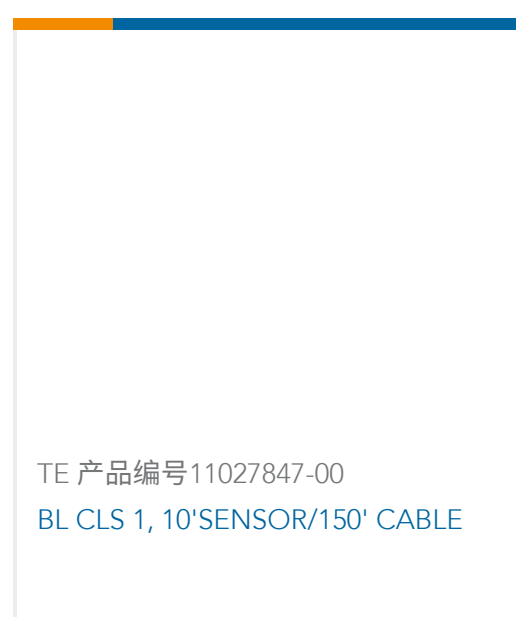 TE 产品编号11027847-00
BL CLS 1, 10'SENSOR/150' CABLE